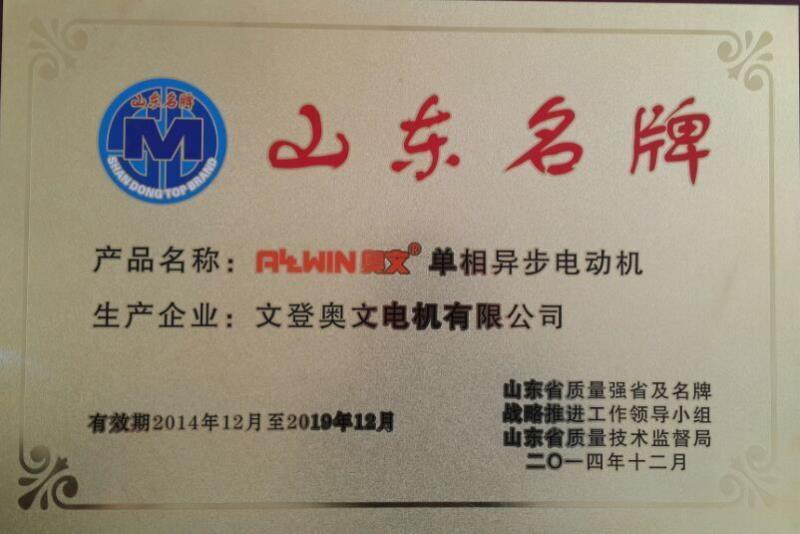 山东名牌
M
SHAN DONG TOP BRAND
山东名牌
产品名称：ALLWIN奥文® 单相异步电动机
生产企业：文登奥文电机有限公司
有效期2014年12月至2019年12月
山东省质量强省及名牌
战略推进工作领导小组
山东省质量技术监督局
二〇一四年十二月